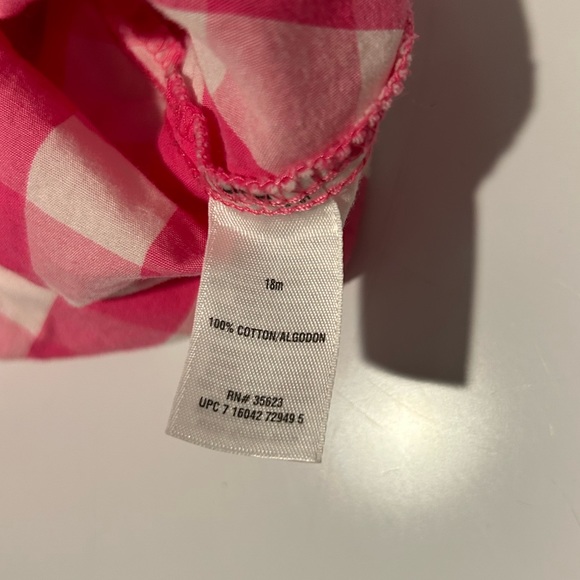 18m
100% COTTON/ALGODON
RN# 35623
UPC 7 16042 72949 5